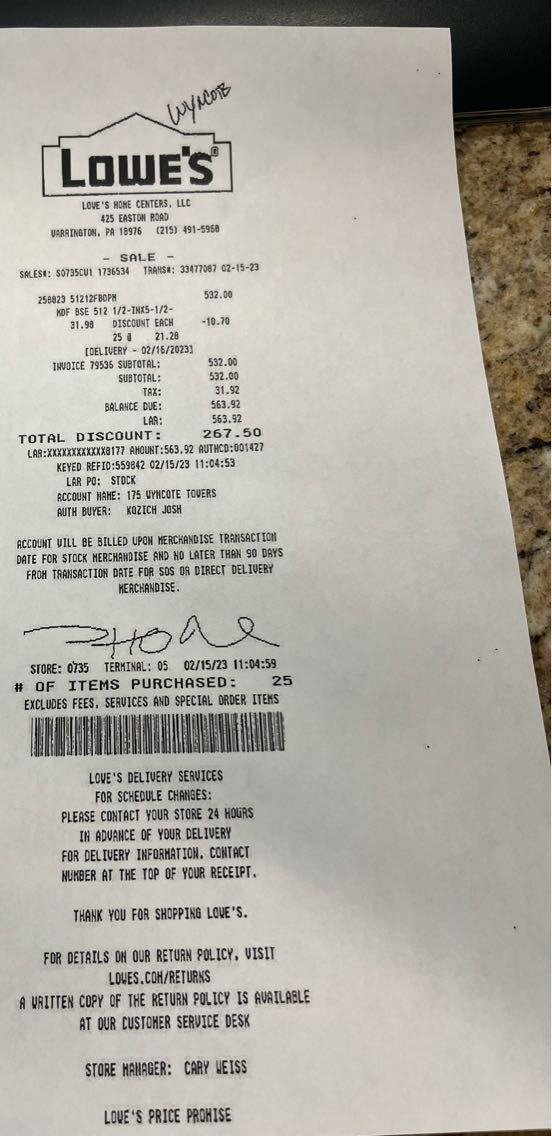 WYNCOTE
LOWE'S®
LOWE'S HOME CENTERS, LLC
425 EASTON ROAD
WARRINGTON, PA 18976 (215) 491-5960
- SALE -
SALES#: S0735CU1 1736534 TRANS#: 33477087 02-15-23
258823 51212FBDPM 532.00
MDF BSE 512 1/2-INX5-1/2-
31.98 DISCOUNT EACH -10.70
25 @ 21.28
[DELIVERY - 02/16/2023]
INVOICE 79536 SUBTOTAL: 532.00
SUBTOTAL: 532.00
TAX: 31.92
BALANCE DUE: 563.92
LAR: 563.92
TOTAL DISCOUNT: 267.50
LAR:XXXXXXXXXXXX8177 AMOUNT:563.92 AUTHCD:001427
KEYED REFID:559842 02/15/23 11:04:53
LAR PO: STOCK
ACCOUNT NAME: 175 WYNCOTE TOWERS
AUTH BUYER: KOZICH JOSH
ACCOUNT WILL BE BILLED UPON MERCHANDISE TRANSACTION
DATE FOR STOCK MERCHANDISE AND NO LATER THAN 90 DAYS
FROM TRANSACTION DATE FOR SOS OR DIRECT DELIVERY
MERCHANDISE.
STORE: 0735 TERMINAL: 05 02/15/23 11:04:59
# OF ITEMS PURCHASED: 25
EXCLUDES FEES, SERVICES AND SPECIAL ORDER ITEMS
LOWE'S DELIVERY SERVICES
FOR SCHEDULE CHANGES:
PLEASE CONTACT YOUR STORE 24 HOURS
IN ADVANCE OF YOUR DELIVERY
FOR DELIVERY INFORMATION, CONTACT
NUMBER AT THE TOP OF YOUR RECEIPT.
THANK YOU FOR SHOPPING LOWE'S.
FOR DETAILS ON OUR RETURN POLICY, VISIT
LOWES.COM/RETURNS
A WRITTEN COPY OF THE RETURN POLICY IS AVAILABLE
AT OUR CUSTOMER SERVICE DESK
STORE MANAGER: CARY WEISS
LOWE'S PRICE PROMISE